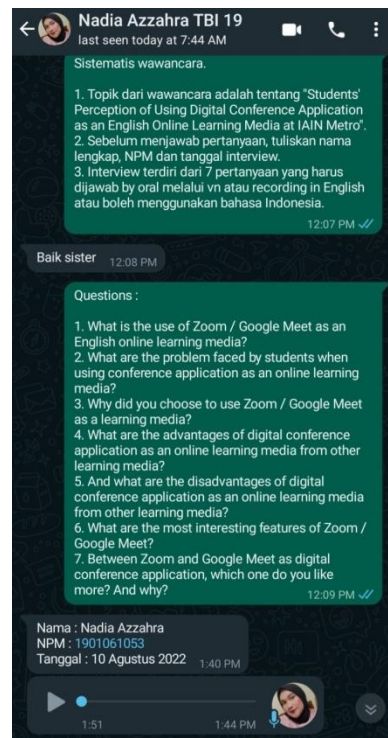 Nadia Azzahra TBI 19
last seen today at 7:44 AM
Sistematis wawancara.
1. Topik dari wawancara adalah tentang "Students'
Perception of Using Digital Conference Application
as an English Online Learning Media at IAIN Metro".
2. Sebelum menjawab pertanyaan, tuliskan nama
lengkap, NPM dan tanggal interview.
3. Interview terdiri dari 7 pertanyaan yang harus
dijawab by oral melalui vn atau recording in English
atau boleh menggunakan bahasa Indonesia.
12:07 PM
Baik sister 12:08 PM
Questions :
1. What is the use of Zoom / Google Meet as an
English online learning media?
2. What are the problem faced by students when
using conference application as an online learning
media?
3. Why did you choose to use Zoom / Google Meet
as a learning media?
4. What are the advantages of digital conference
application as an online learning media from other
learning media?
5. And what are the disadvantages of digital
conference application as an online learning media
from other learning media?
6. What are the most interesting features of Zoom /
Google Meet?
7. Between Zoom and Google Meet as digital
conference application, which one do you like
more? And why?
12:09 PM
Nama : Nadia Azzahra
NPM : 1901061053
Tanggal : 10 Agustus 2022 1:40 PM
1:51 1:44 PM